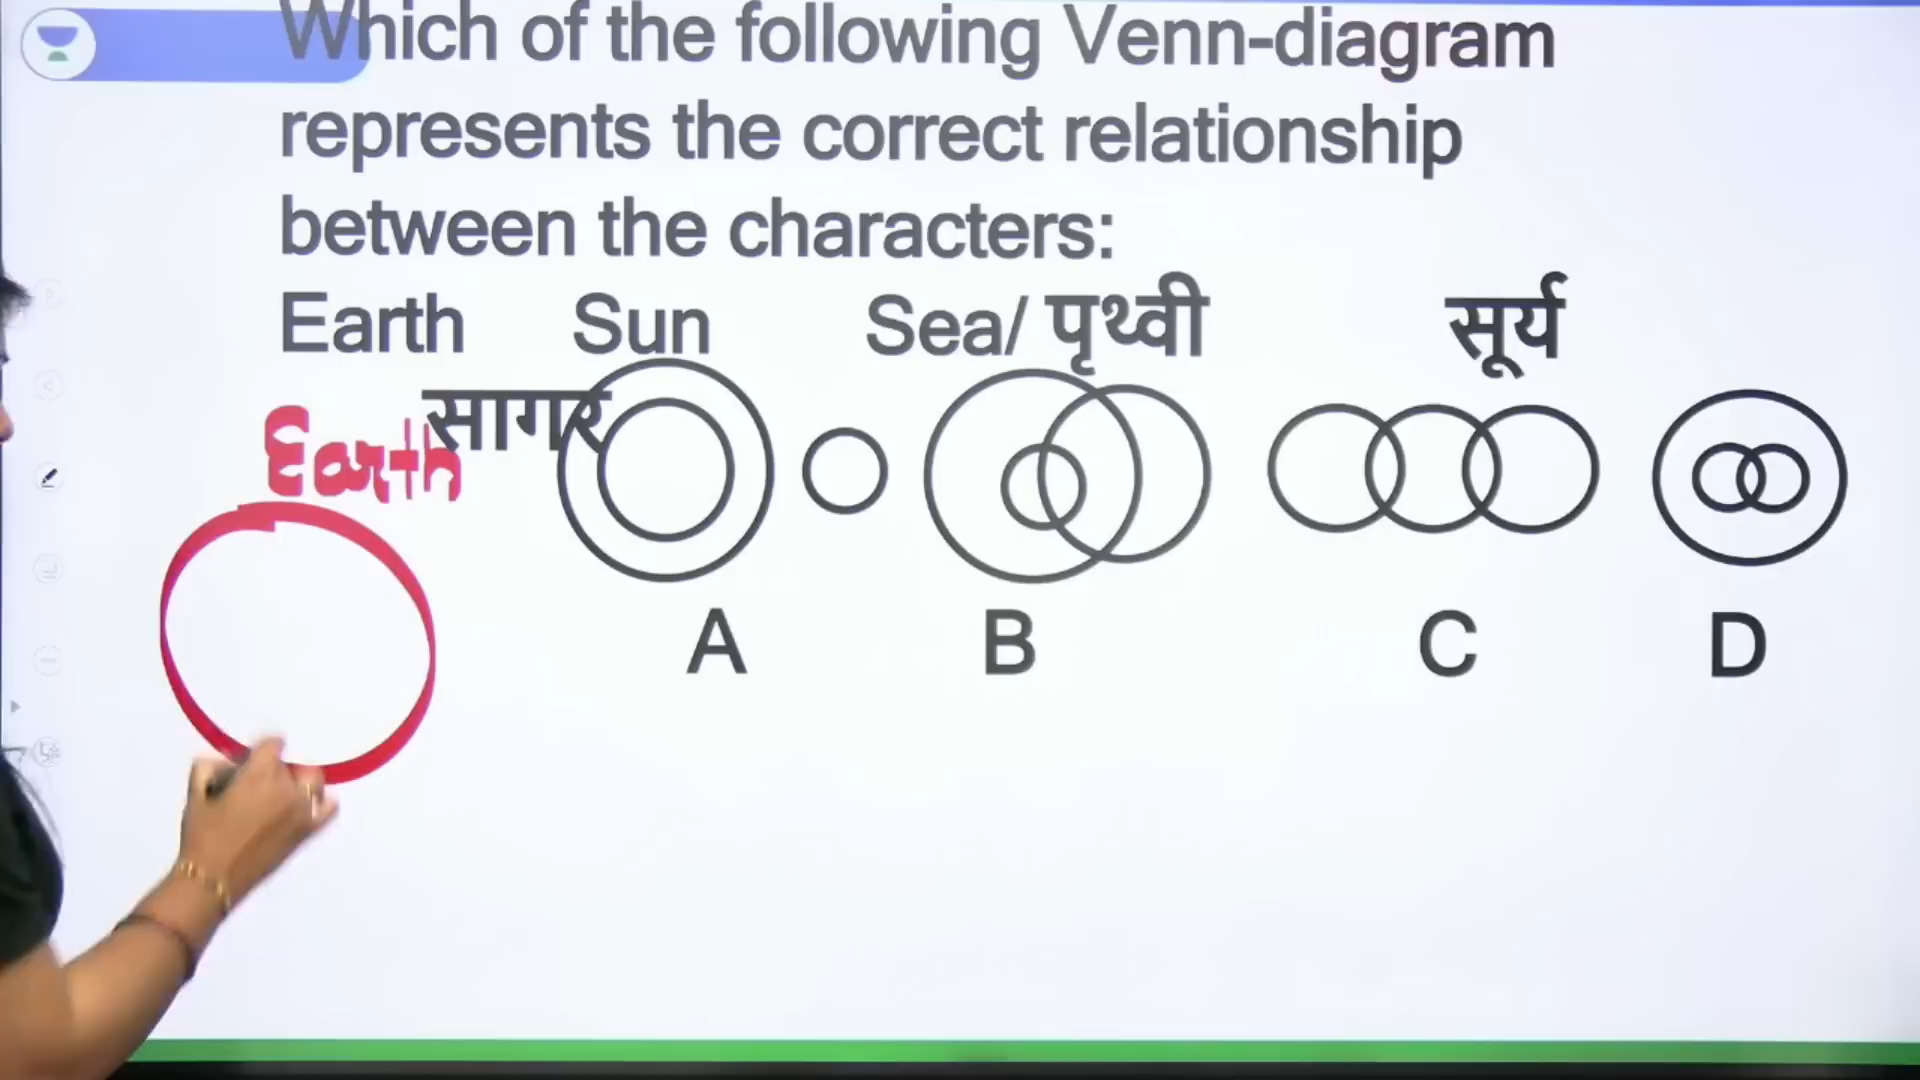 Which of the following Venn-diagram
represents the correct relationship
between the characters:
Earth Sun Sea/ पृथ्वी सूर्य
सागर
Earth
A B C D